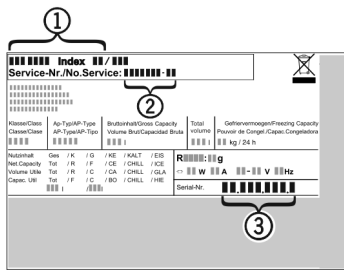 1
Index /
Service-Nr./No.Service: -
2
Klasse/Class Ap-Typ/AP-Type Bruttoinhalt/Gross Capacity Total Gefriervermoegen/Freezing Capacity
Classe/Classe AP-Type/AP-Tipo Volume Brut/Capacidad Bruta volume Pouvoir de Congel./Capac.Congeladora
l kg / 24 h
Nutzinhalt Ges / K / G / KE / KALT / EIS
Net.Capacity Tot / R / F / CE / CHILL / ICE
Volume Utile Tot / R / C / CA / CHILL / GLA
Capac. Util Tot / F / C / BO / CHILL / HIE
l / l
R : g
W A - V Hz
Serial-Nr. . . .
3